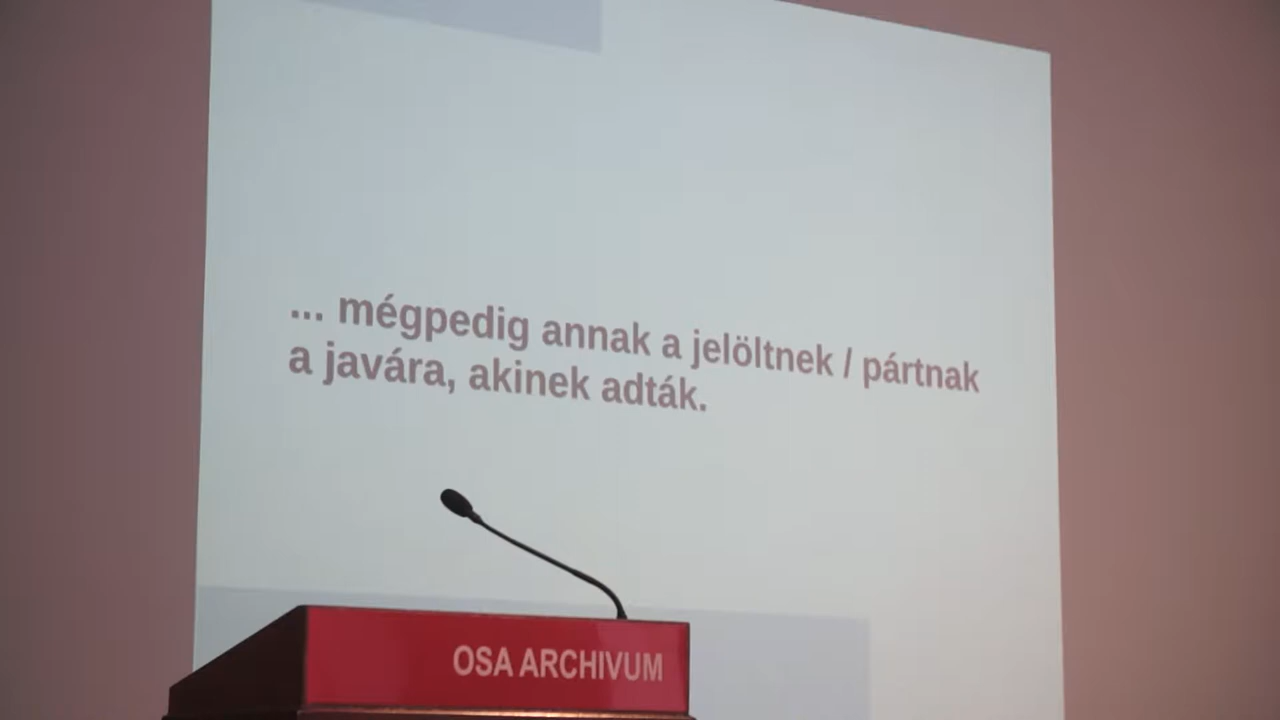 ... mégpedig annak a jelöltnek / pártnak
a javára, akinek adták.
OSA ARCHIVUM